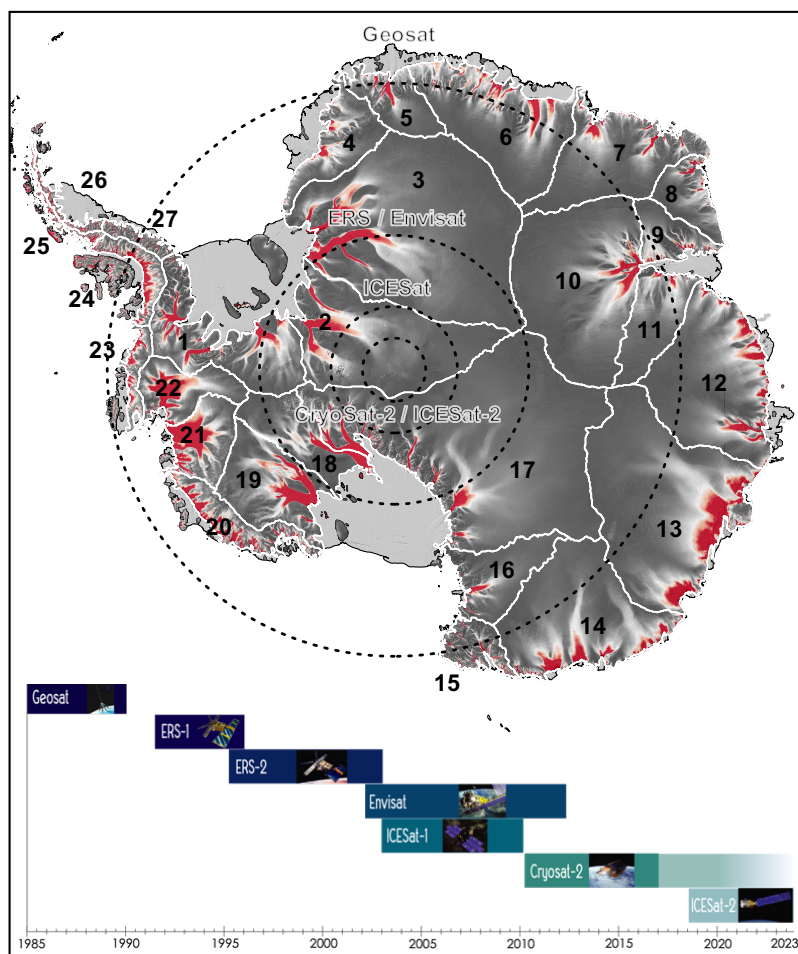 Geosat
5
6
4
7
3
8
26
27
ERS / Envisat
9
25
10
ICESat
24
2
11
23
1
22
12
CryoSat-2 / ICESat-2
21
18
17
19
13
20
16
14
15
Geosat
ERS-1
ERS-2
Envisat
ICESat-1
Cryosat-2
ICESat-2
1985 1990 1995 2000 2005 2013 2016 2020 2023